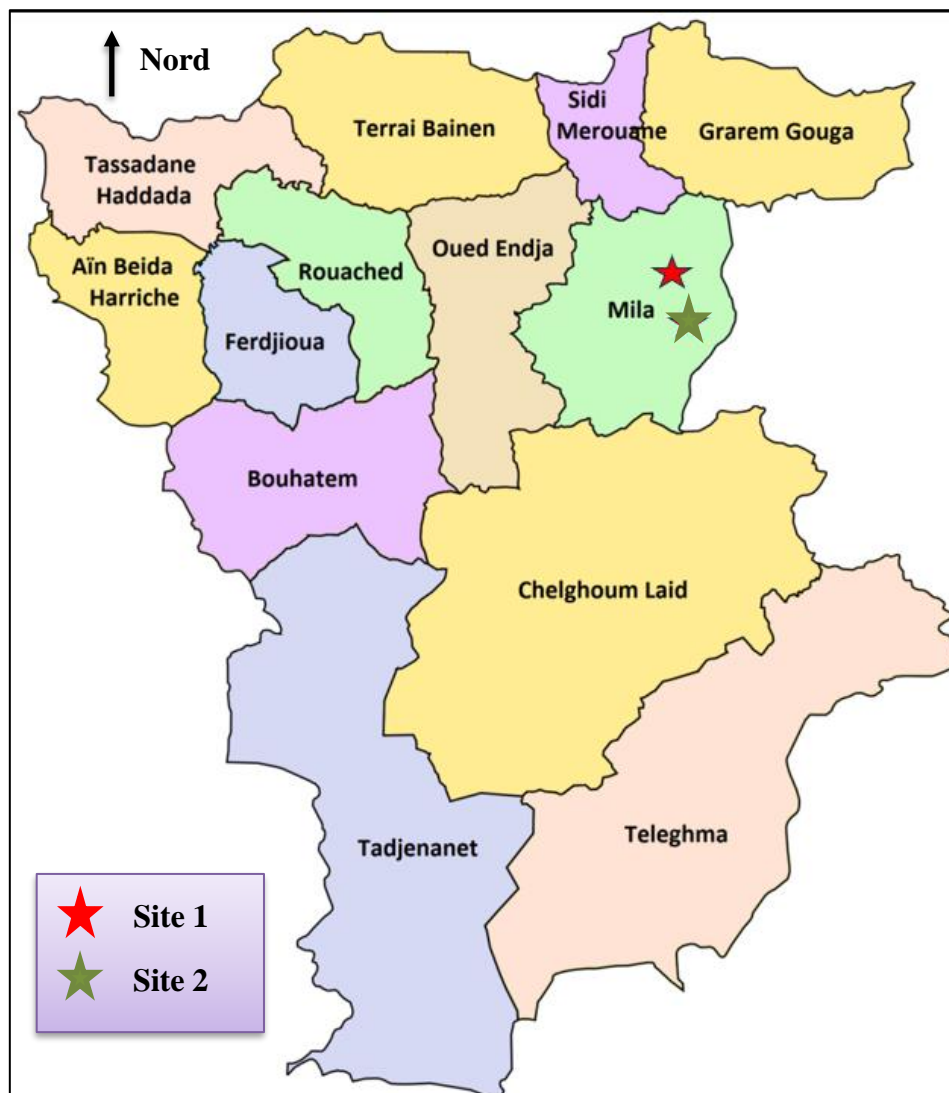 Nord
Sidi
Merouane
Terrai Bainen
Grarem Gouga
Tassadane
Haddada
Oued Endja
Aïn Beida
Harriche
Rouached
Mila
Ferdjioua
Bouhatem
Chelghoum Laid
Teleghma
Tadjenanet
Site 1
Site 2